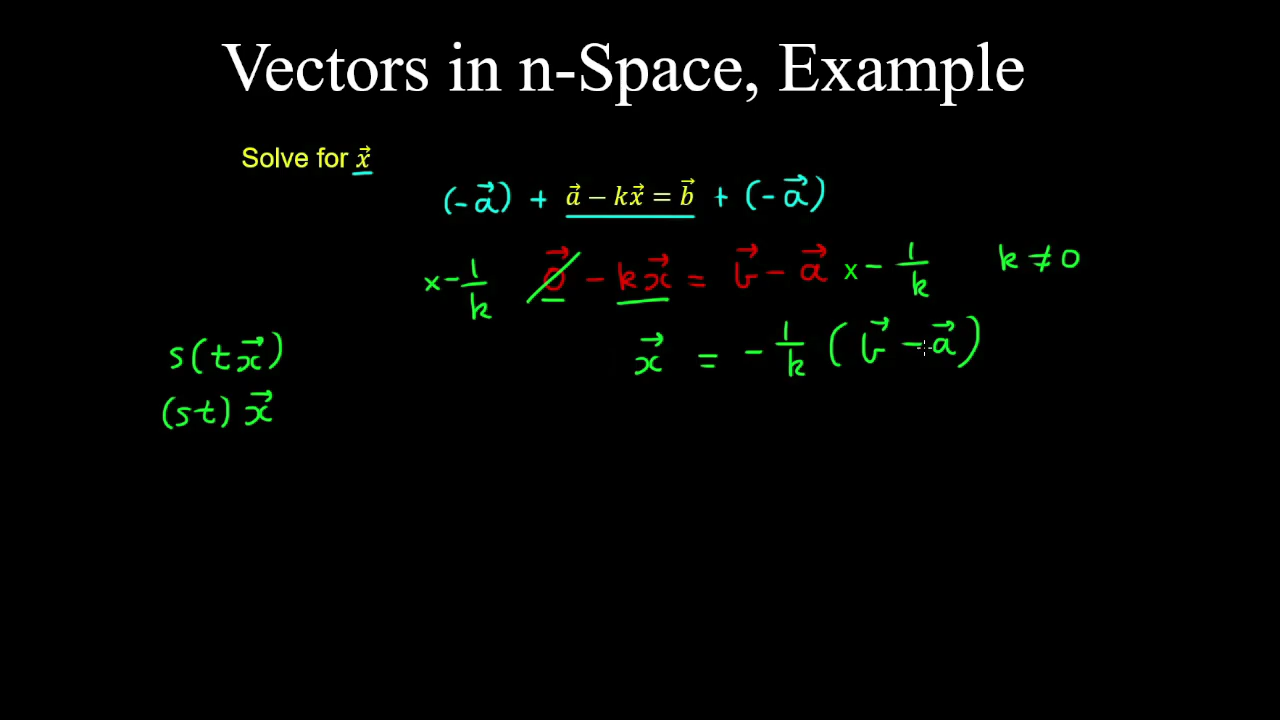 Vectors in n-Space, Example
Solve for x⃗
(-a⃗) + a⃗ − kx⃗ = b⃗ + (-a⃗)
x - 1/k 0⃗ - kx⃗ = b⃗ - a⃗ x - 1/k k ≠ 0
s(tx⃗) x⃗ = - 1/k (b⃗ - a⃗)
(st) x⃗